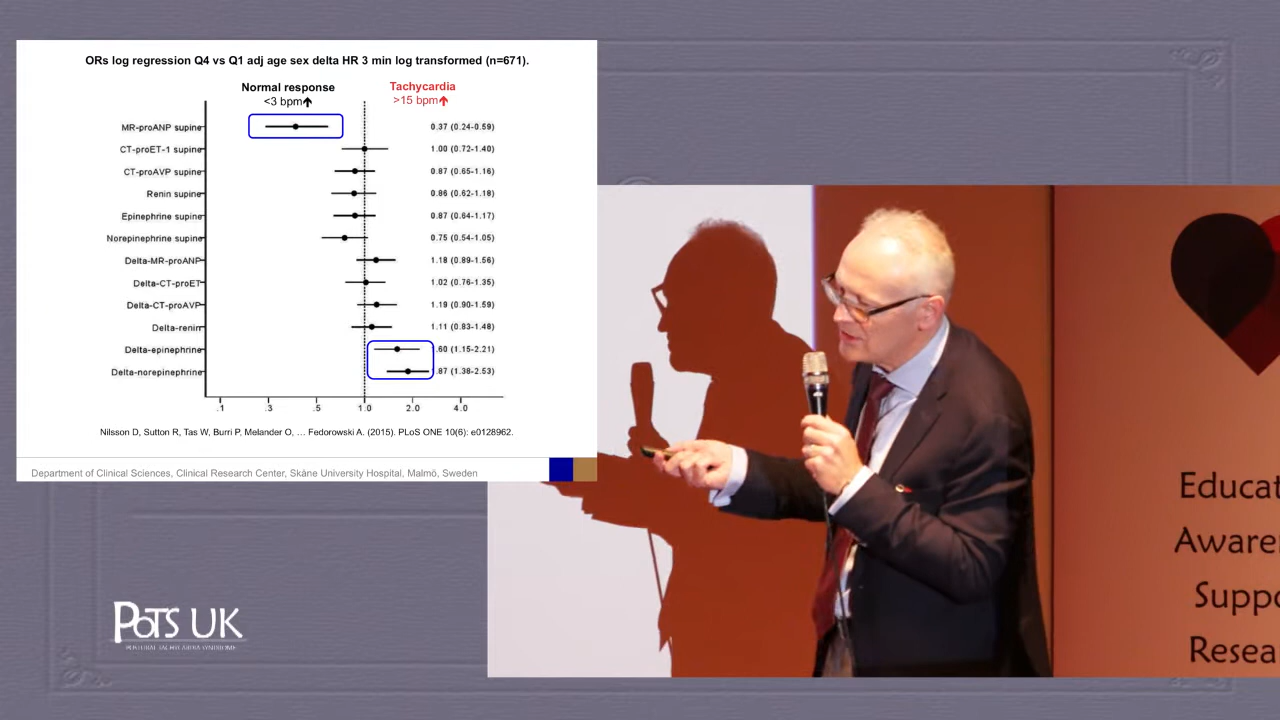 ORs log regression Q4 vs Q1 adj age sex delta HR 3 min log transformed (n=671).
Normal response
<3 bpm↑
Tachycardia
>15 bpm↑
MR-proANP supine 0.37 (0.24-0.59)
CT-proET-1 supine 1.00 (0.72-1.40)
CT-proAVP supine 0.87 (0.65-1.16)
Renin supine 0.86 (0.62-1.18)
Epinephrine supine 0.87 (0.64-1.17)
Norepinephrine supine 0.75 (0.54-1.05)
Delta-MR-proANP 1.18 (0.89-1.56)
Delta-CT-proET 1.02 (0.76-1.35)
Delta-CT-proAVP 1.19 (0.90-1.59)
Delta-renin 1.11 (0.83-1.48)
Delta-epinephrine .60 (1.15-2.21)
Delta-norepinephrine .87 (1.38-2.53)
.1 .3 .5 1.0 2.0 4.0
Nilsson D, Sutton R, Tas W, Burri P, Melander O, … Fedorowski A. (2015). PLoS ONE 10(6): e0128962.
Department of Clinical Sciences, Clinical Research Center, Skåne University Hospital, Malmö, Sweden
Educat
Aware
Suppo
Resea
PoTS UK
POSTURAL TACHYCARDIA SYNDROME